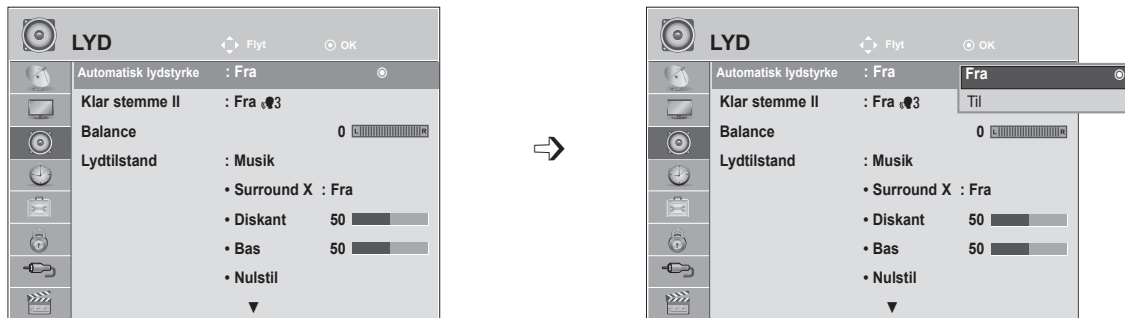 LYD Flyt OK
Automatisk lydstyrke : Fra
Klar stemme II : Fra 3
Balance 0 L R
Lydtilstand : Musik
• Surround X : Fra
• Diskant 50
• Bas 50
• Nulstil
LYD Flyt OK
Automatisk lydstyrke : Fra
Fra
Til
Klar stemme II : Fra 3
Balance 0 L R
Lydtilstand : Musik
• Surround X : Fra
• Diskant 50
• Bas 50
• Nulstil